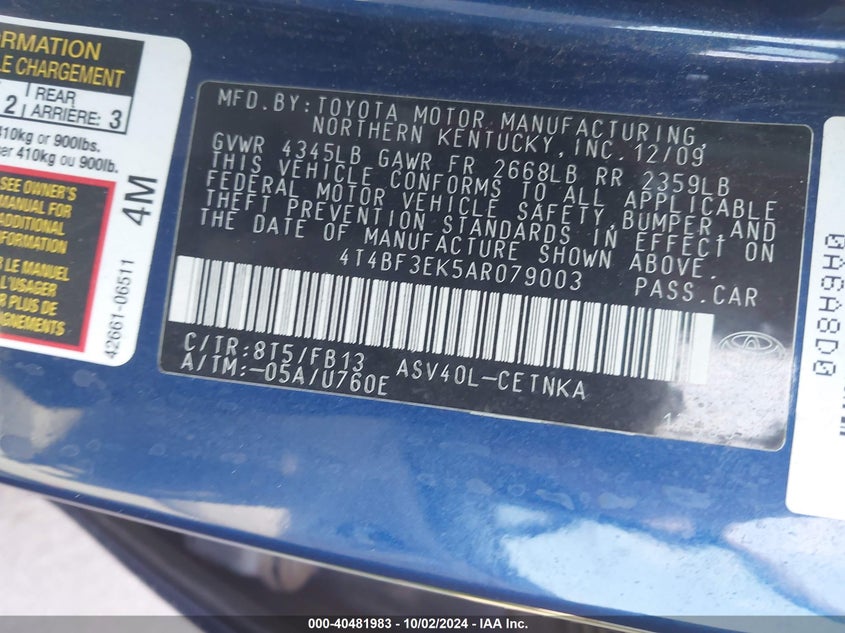 ORMATION
LE CHARGEMENT
2
REAR
ARRIÈRE: 3
410kg or 900lbs.
er 410kg ou 900lb.
SEE OWNER'S
MANUAL FOR
ADDITIONAL
INFORMATION
R LE MANUEL
L'USAGER
PLUS DE
GNEMENTS
4M
42661-06511
MFD.BY:TOYOTA MOTOR MANUFACTURING,
NORTHERN KENTUCKY,INC.12/09
GVWR 4345LB GAWR FR 2668LB RR 2359LB
THIS VEHICLE CONFORMS TO ALL APPLICABLE
FEDERAL MOTOR VEHICLE SAFETY,BUMPER,AND
THEFT PREVENTION STANDARDS IN EFFECT ON
THE DATE OF MANUFACTURE SHOWN ABOVE.
4T4BF3EK5AR079003 PASS.CAR
C/TR:8T5/FB13 ASV40L-CETNKA
A/TM:-05A/U760E
0A6A8D0
000-40481983 - 10/02/2024 - IAA Inc.